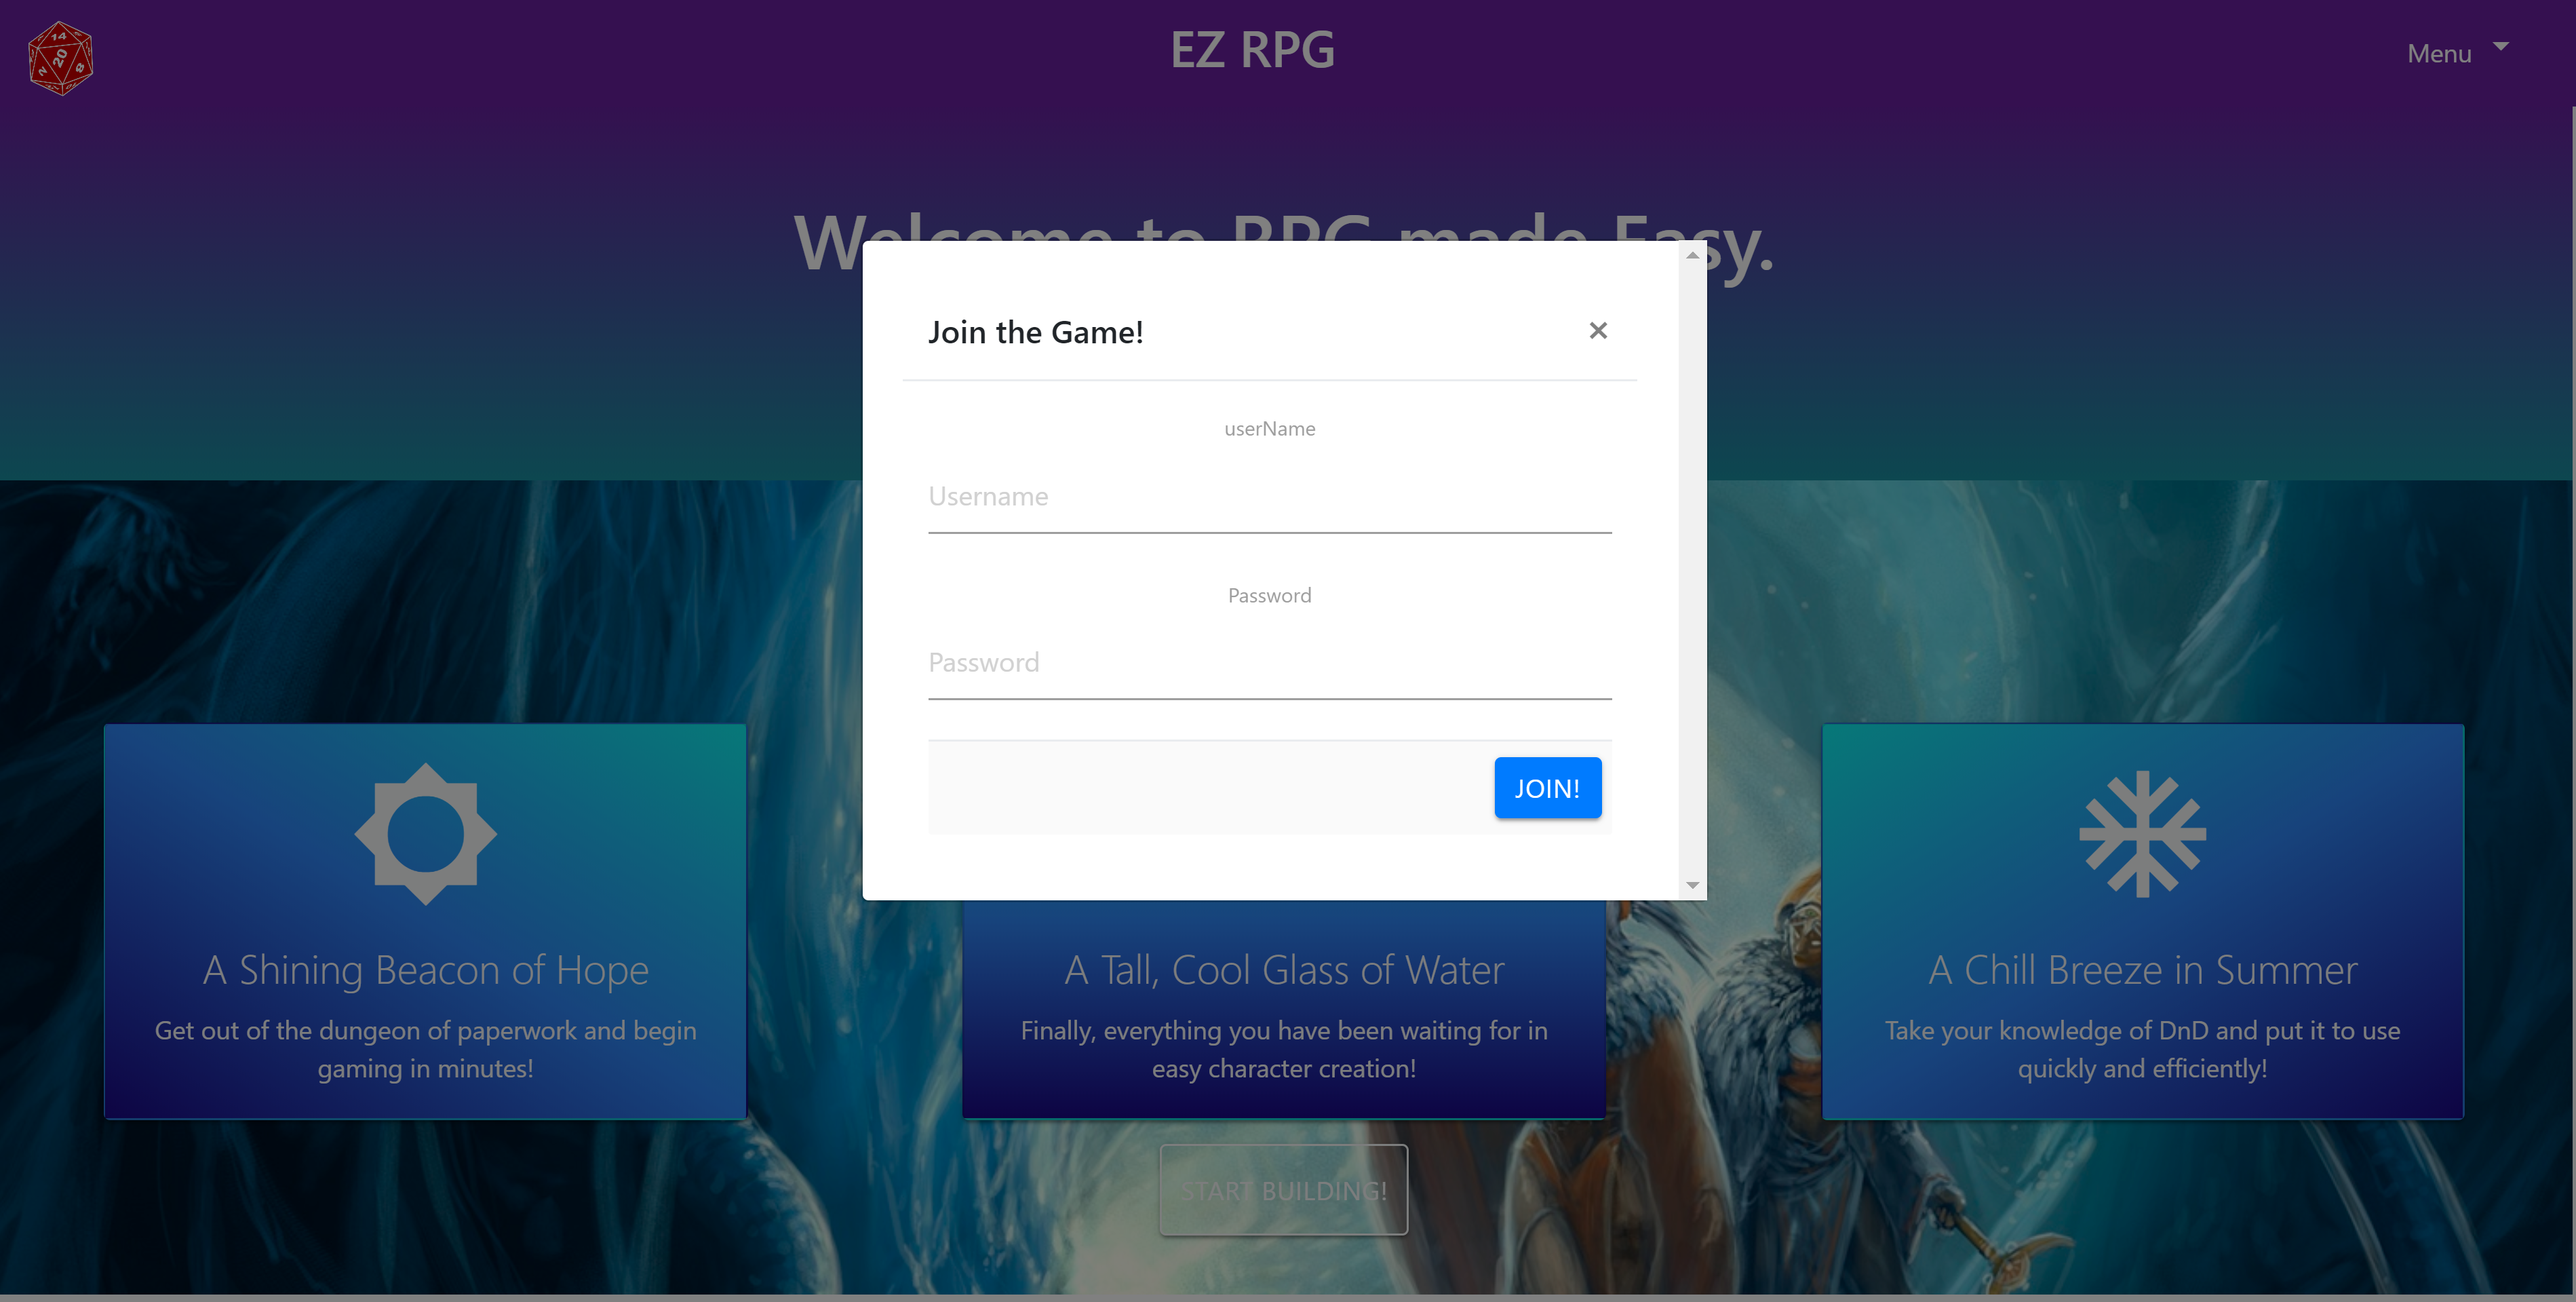 14
20
8
EZ RPG
Menu
Welcome to RPG made Easy.
Join the Game!
×
userName
Username
Password
Password
JOIN!
A Shining Beacon of Hope
Get out of the dungeon of paperwork and begin
gaming in minutes!
A Tall, Cool Glass of Water
Finally, everything you have been waiting for in
easy character creation!
A Chill Breeze in Summer
Take your knowledge of DnD and put it to use
quickly and efficiently!
START BUILDING!